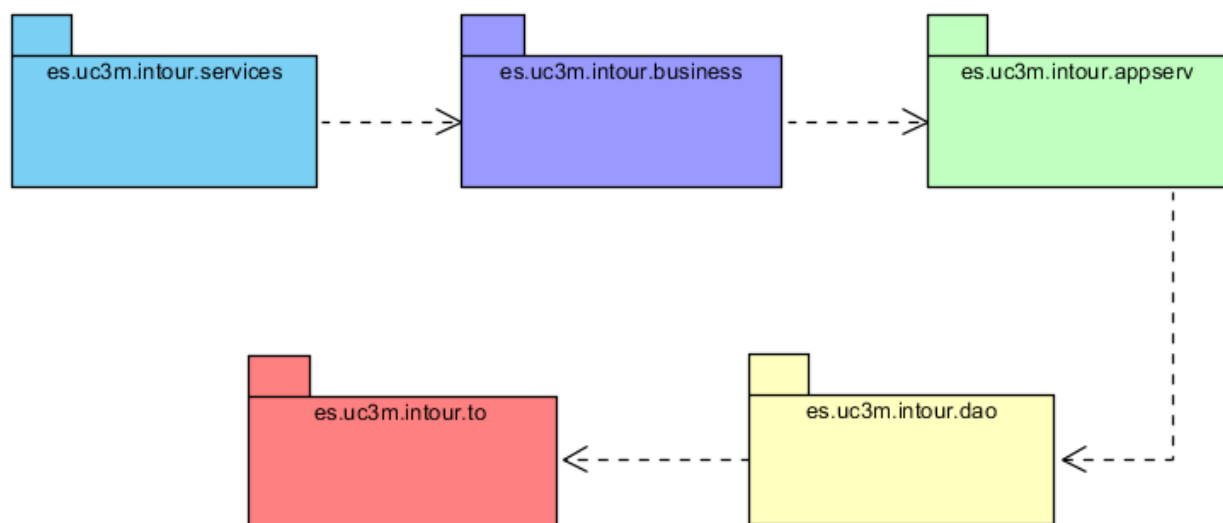 es.uc3m.intour.services
es.uc3m.intour.business
es.uc3m.intour.appserv
es.uc3m.intour.to
es.uc3m.intour.dao